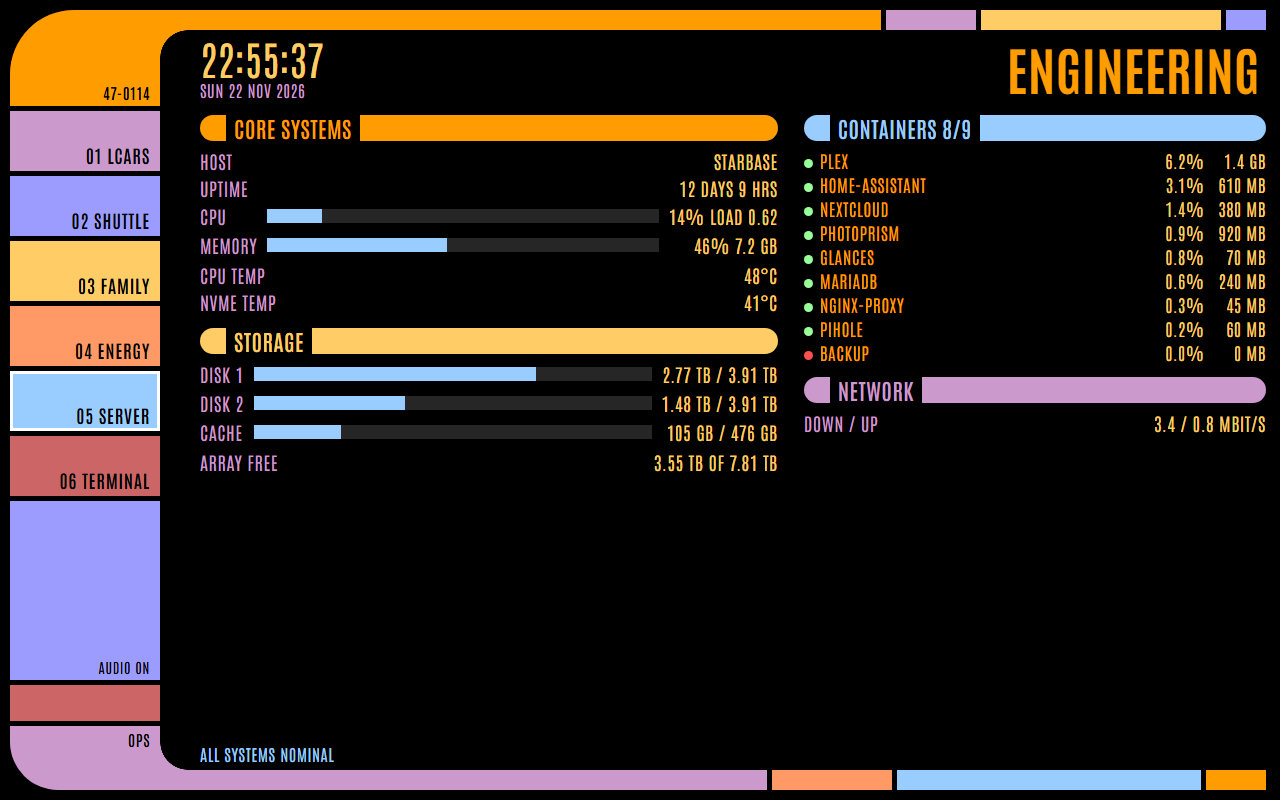 47-0114
01 LCARS
02 SHUTTLE
03 FAMILY
04 ENERGY
05 SERVER
06 TERMINAL
AUDIO ON
OPS
22:55:37
SUN 22 NOV 2026
ENGINEERING
CORE SYSTEMS
HOST STARBASE
UPTIME 12 DAYS 9 HRS
CPU 14% LOAD 0.62
MEMORY 46% 7.2 GB
CPU TEMP 48°C
NVME TEMP 41°C
STORAGE
DISK 1 2.77 TB / 3.91 TB
DISK 2 1.48 TB / 3.91 TB
CACHE 105 GB / 476 GB
ARRAY FREE 3.55 TB OF 7.81 TB
CONTAINERS 8/9
PLEX 6.2% 1.4 GB
HOME-ASSISTANT 3.1% 610 MB
NEXTCLOUD 1.4% 380 MB
PHOTOPRISM 0.9% 920 MB
GLANCES 0.8% 70 MB
MARIADB 0.6% 240 MB
NGINX-PROXY 0.3% 45 MB
PIHOLE 0.2% 60 MB
BACKUP 0.0% 0 MB
NETWORK
DOWN / UP 3.4 / 0.8 MBIT/S
ALL SYSTEMS NOMINAL